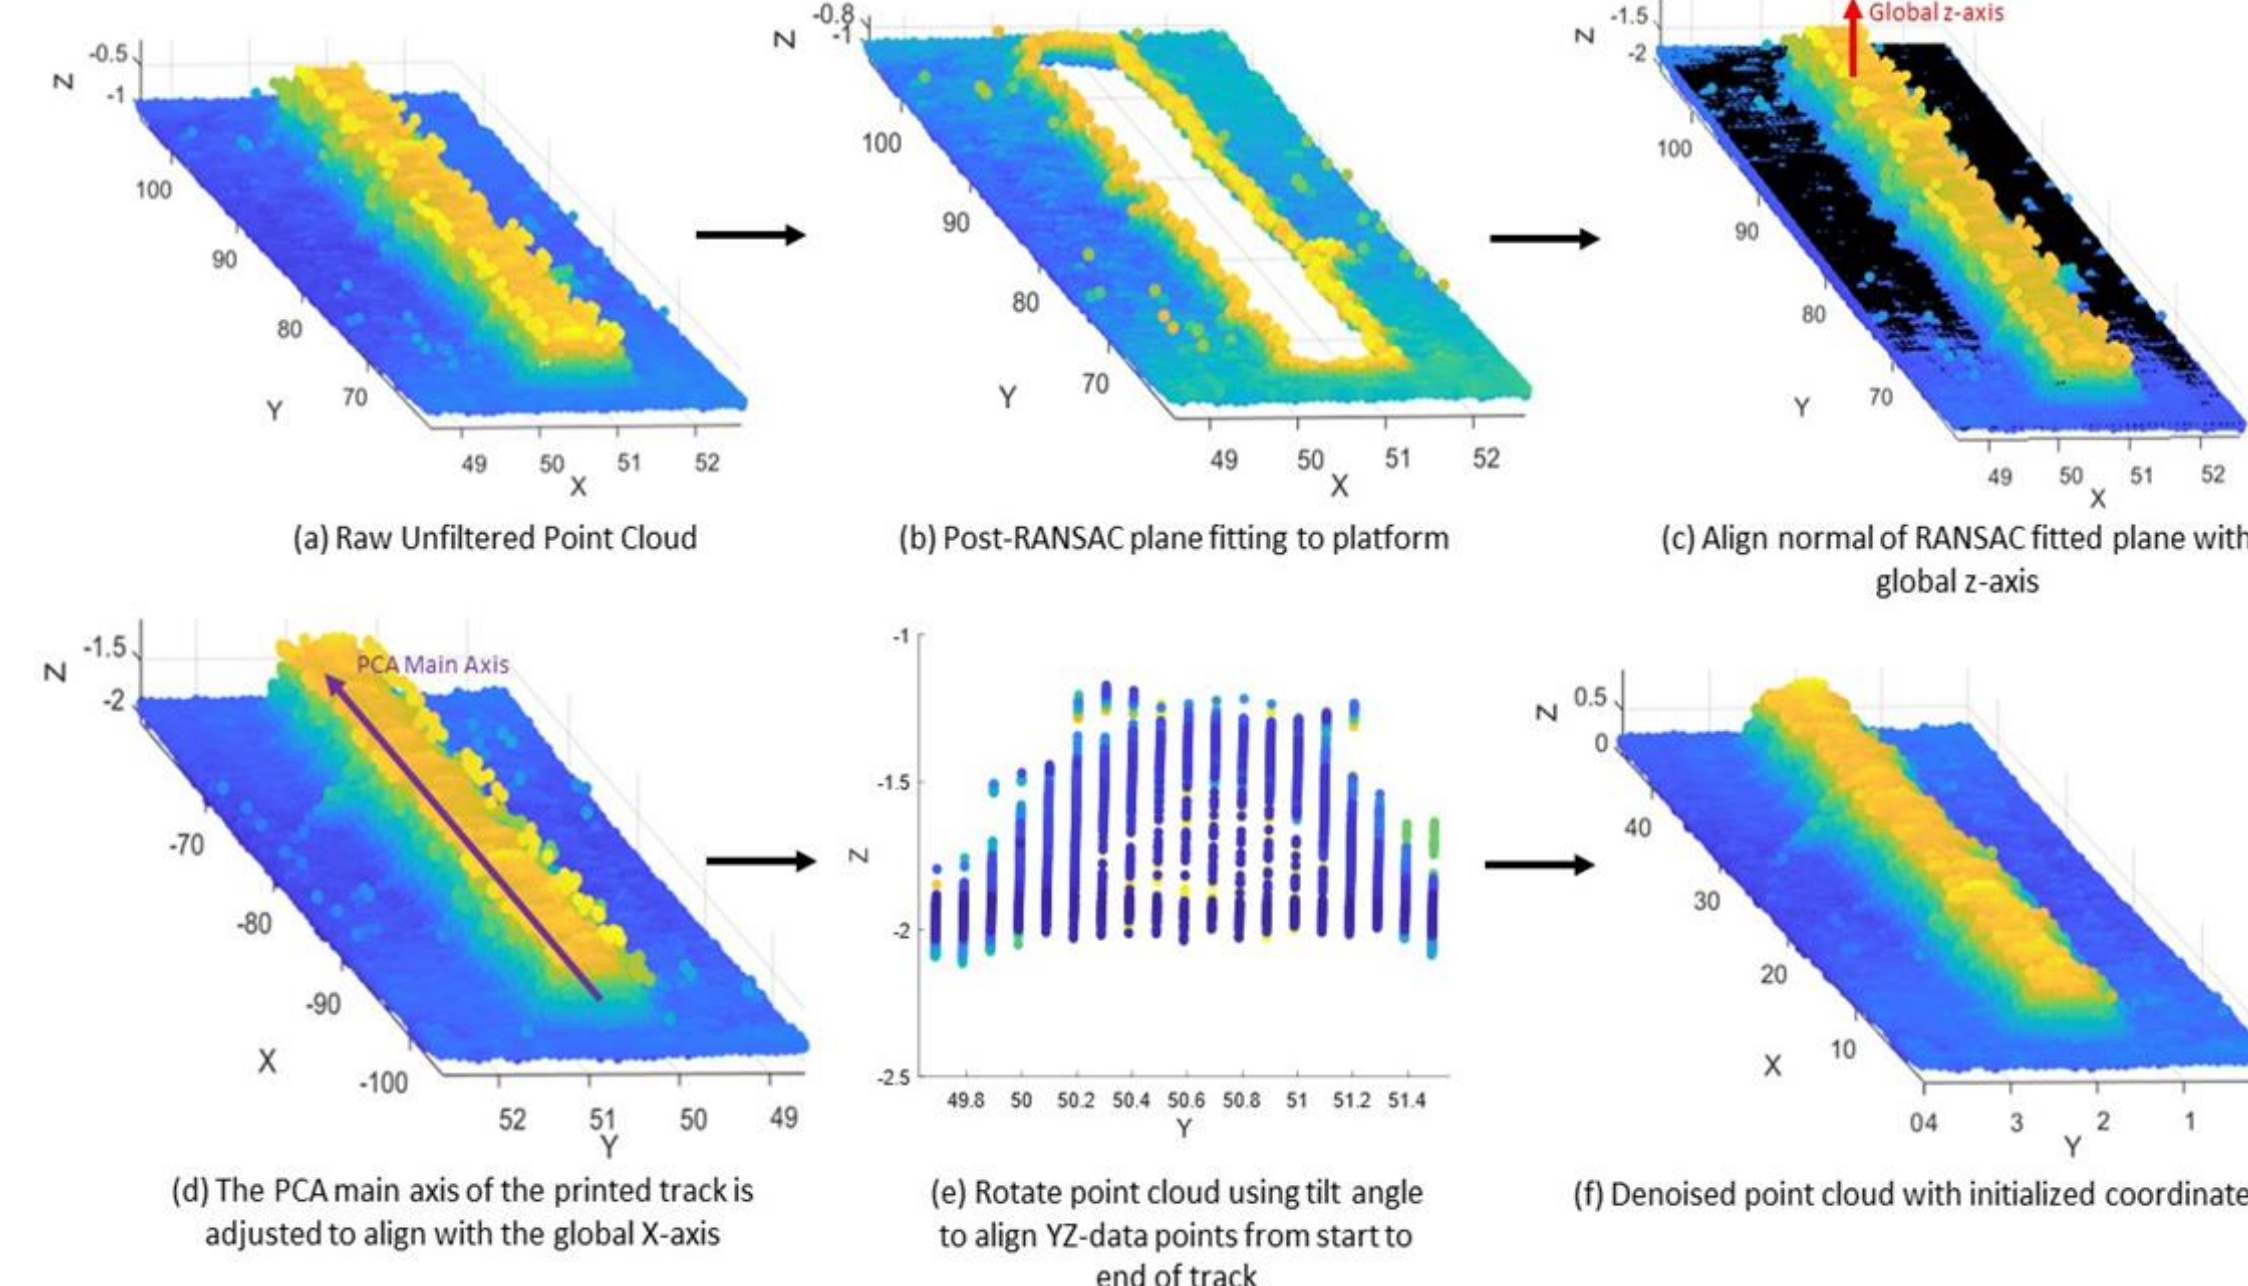 Z
-0.5
-1
100
90
80
70
Y
49 50 51 52
X
(a) Raw Unfiltered Point Cloud
Z
-0.8
-1
100
90
80
70
Y
49 50 51 52
X
(b) Post-RANSAC plane fitting to platform
Z
-1.5
-2
Global z-axis
100
90
80
70
Y
49 50 51 52
X
(c) Align normal of RANSAC fitted plane with
global z-axis
Z
-1.5
-2
PCA Main Axis
-70
-80
-90
-100
X
52 51 50 49
Y
(d) The PCA main axis of the printed track is
adjusted to align with the global X-axis
Z
-1
-1.5
-2
-2.5
49.8 50 50.2 50.4 50.6 50.8 51 51.2 51.4
Y
(e) Rotate point cloud using tilt angle
to align YZ-data points from start to
end of track
Z
0.5
0
40
30
20
10
X
04 3 2 1
Y
(f) Denoised point cloud with initialized coordinate